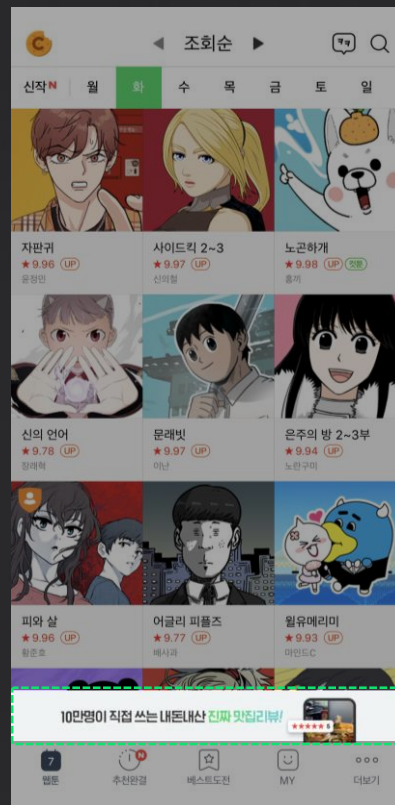 C
조회순
신작 N 월 화 수 목 금 토 일
자판귀 사이드킥 2~3 노곤하개
★9.96 UP ★9.97 UP ★9.98 UP 컷툰
윤정민 신의철 홍끼
신의 언어 문래빗 은주의 방 2~3부
★9.78 UP ★9.97 UP ★9.94 UP
장래혁 이난 노란구미
피와 살 어글리 피플즈 윌유메리미
★9.96 UP ★9.77 UP ★9.93 UP
황준호 배사과 마인드C
10만명이 직접 쓰는 내돈내산 진짜 맛집리뷰!
★★★★★ 5
7 N
웹툰 추천완결 베스트도전 MY 더보기